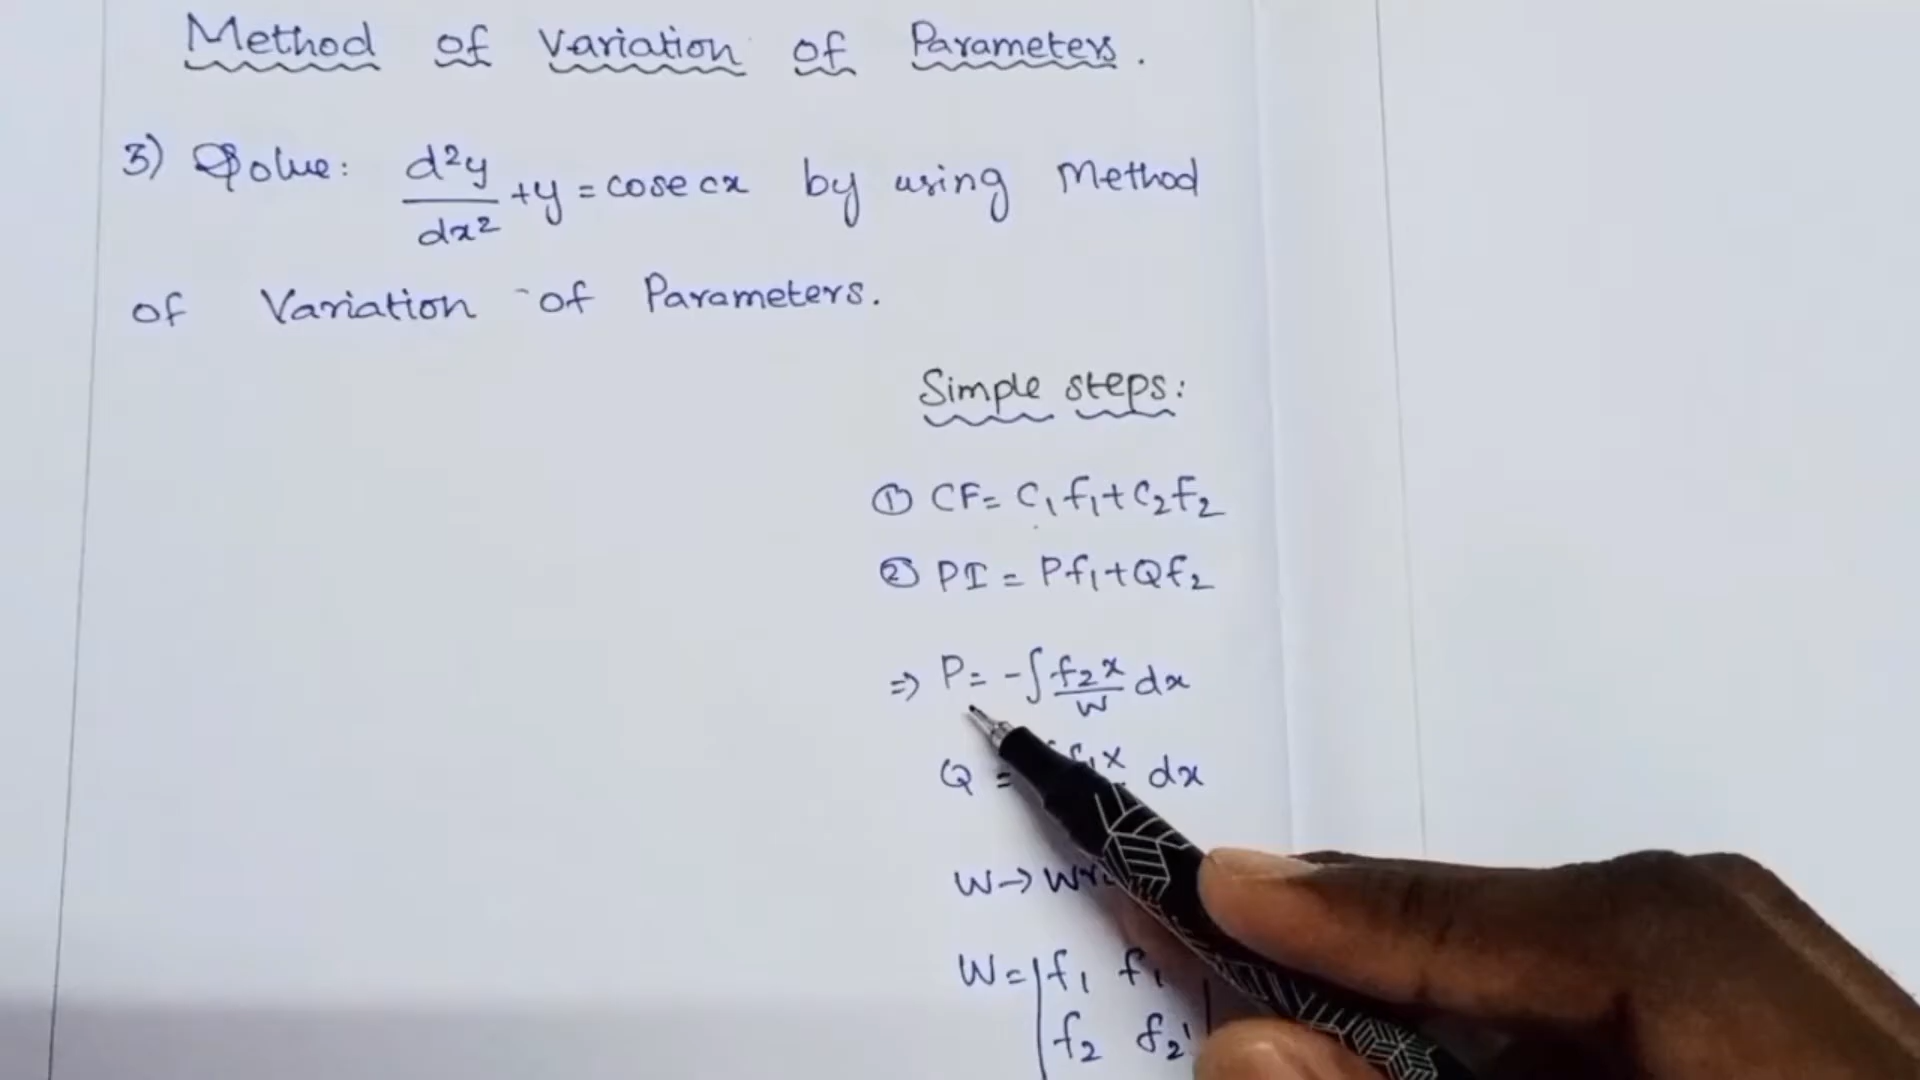 Method of Variation of Parameters.
3) Solve: d²y/dx² + y = cosecx by using Method
of Variation of Parameters.
Simple steps:
① CF = C₁f₁ + C₂f₂
② PI = Pf₁ + Qf₂
⇒ P = -∫ f₂x/W dx
Q = f₁x dx
W →
W = | f₁ f₁
f₂ f₂' |